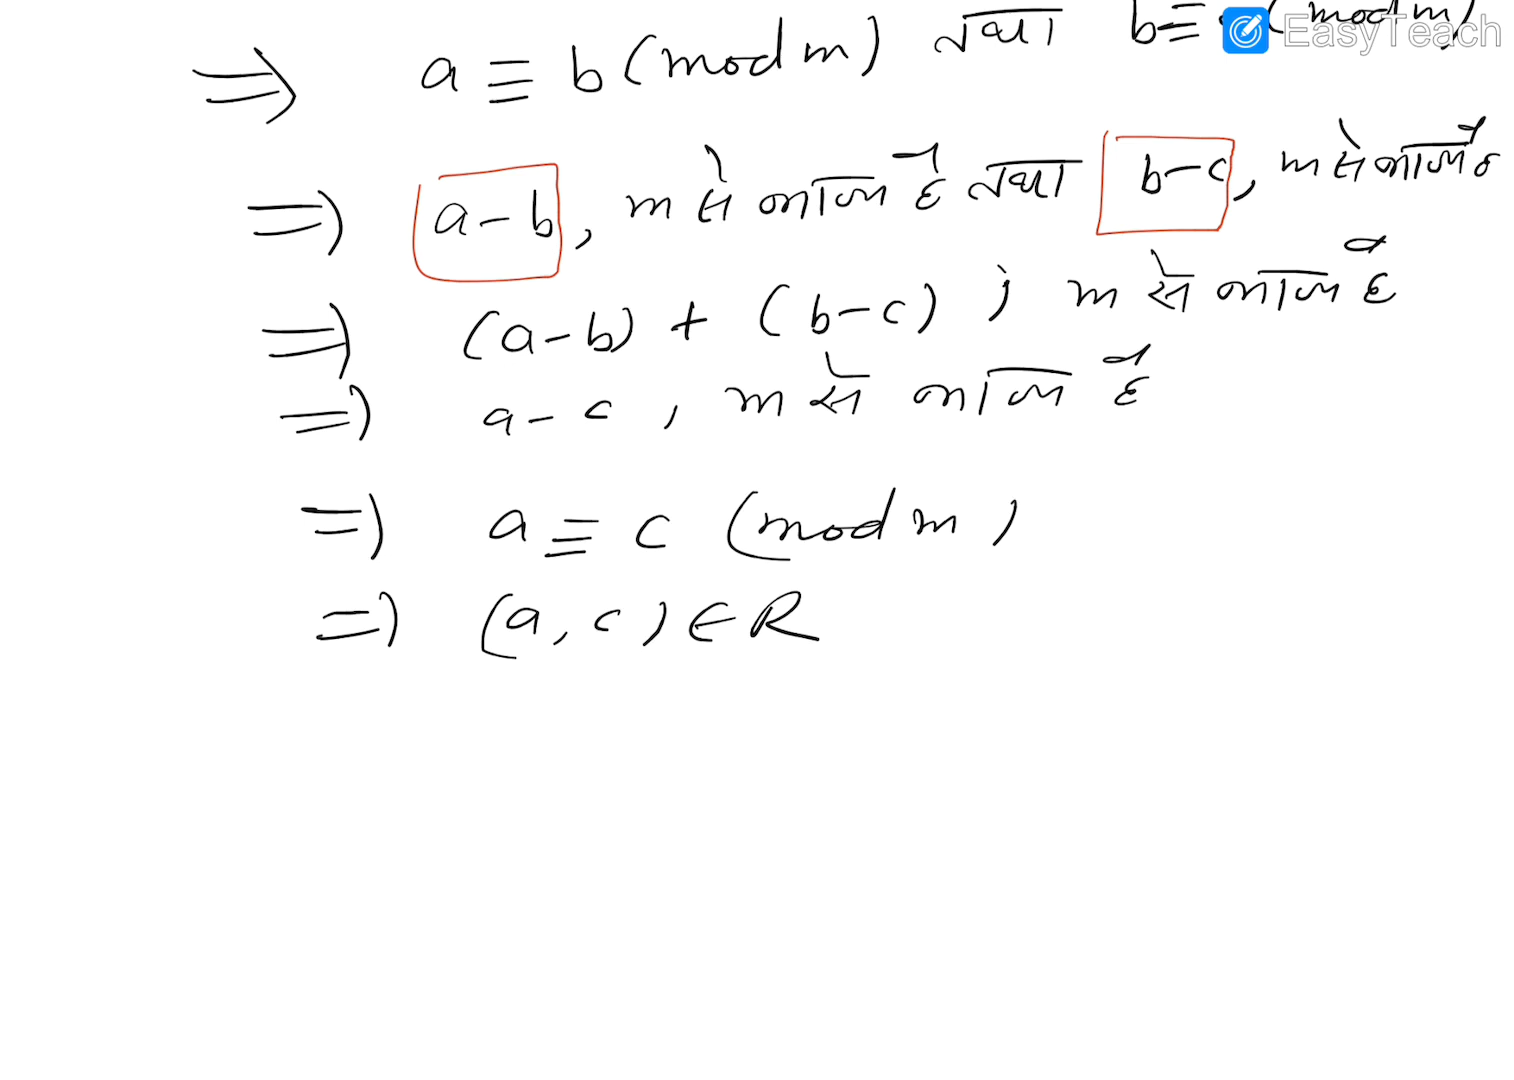 ⇒ a ≡ b (mod m) तथा b ≡ (mod m)
EasyTeach
⇒ a-b, m से भाज्य है तथा b-c, m से भाज्य है
⇒ (a-b) + (b-c) ; m से भाज्य है
⇒ a-c, m से भाज्य है
⇒ a ≡ c (mod m)
⇒ (a, c) ∈ R